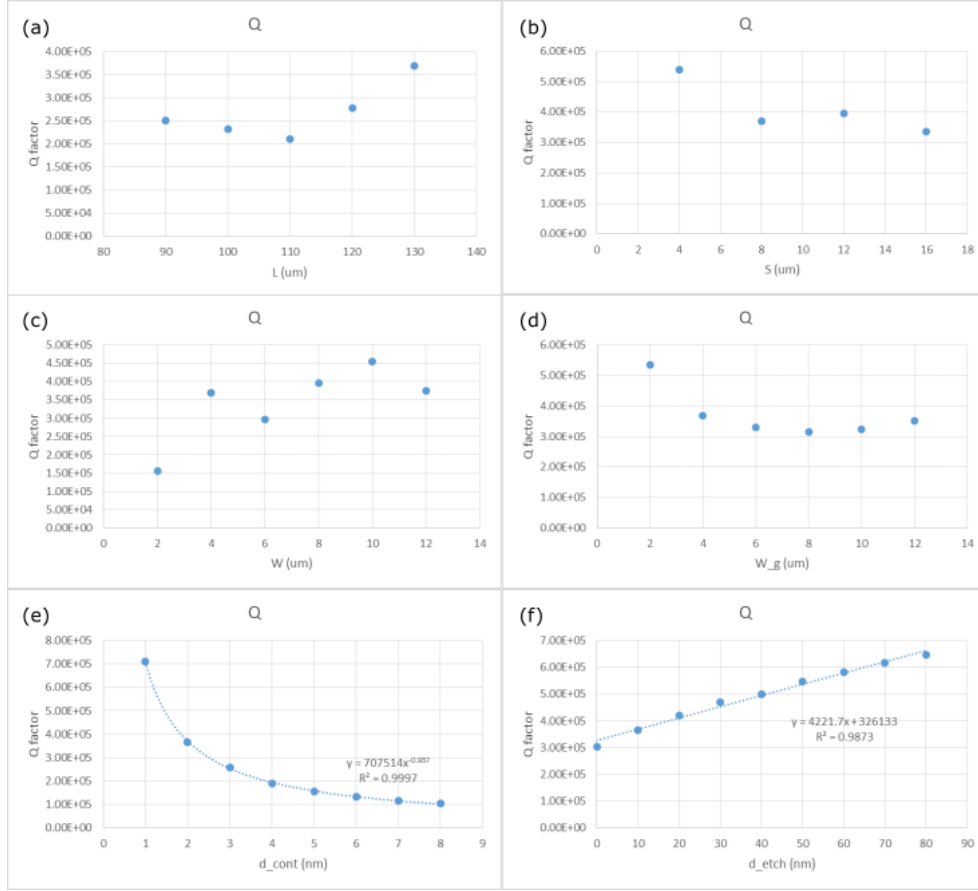 (a)
Q
4.00E+05
3.50E+05
3.00E+05
2.50E+05
2.00E+05
1.50E+05
1.00E+05
5.00E+04
0.00E+00
Q factor
80 90 100 110 120 130 140
L (um)
(b)
Q
6.00E+05
5.00E+05
4.00E+05
3.00E+05
2.00E+05
1.00E+05
0.00E+00
Q factor
0 2 4 6 8 10 12 14 16 18
S (um)
(c)
Q
5.00E+05
4.50E+05
4.00E+05
3.50E+05
3.00E+05
2.50E+05
2.00E+05
1.50E+05
1.00E+05
5.00E+04
0.00E+00
Q factor
0 2 4 6 8 10 12 14
W (um)
(d)
Q
6.00E+05
5.00E+05
4.00E+05
3.00E+05
2.00E+05
1.00E+05
0.00E+00
Q factor
0 2 4 6 8 10 12 14
W_g (um)
(e)
Q
8.00E+05
7.00E+05
6.00E+05
5.00E+05
4.00E+05
3.00E+05
2.00E+05
1.00E+05
0.00E+00
Q factor
y = 707514x^-0.937
R² = 0.9997
0 1 2 3 4 5 6 7 8 9
d_cont (nm)
(f)
Q
7.00E+05
6.00E+05
5.00E+05
4.00E+05
3.00E+05
2.00E+05
1.00E+05
0.00E+00
Q factor
y = 4221.7x + 326133
R² = 0.9873
0 10 20 30 40 50 60 70 80 90
d_etch (nm)